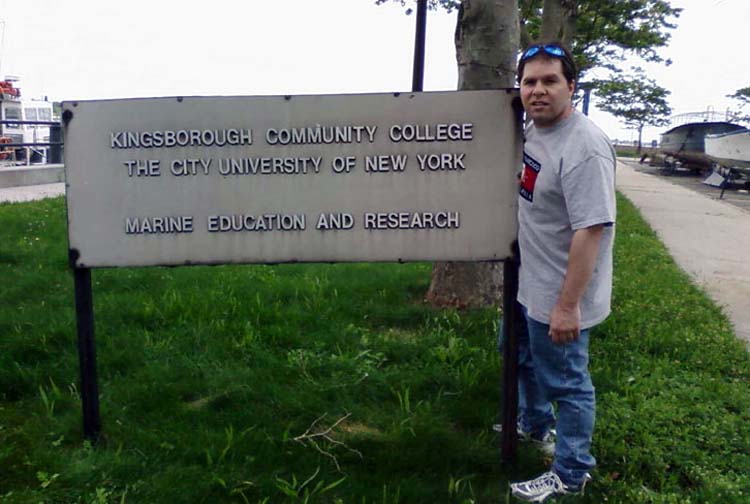 KINGSBOROUGH COMMUNITY COLLEGE
THE CITY UNIVERSITY OF NEW YORK
MARINE EDUCATION AND RESEARCH